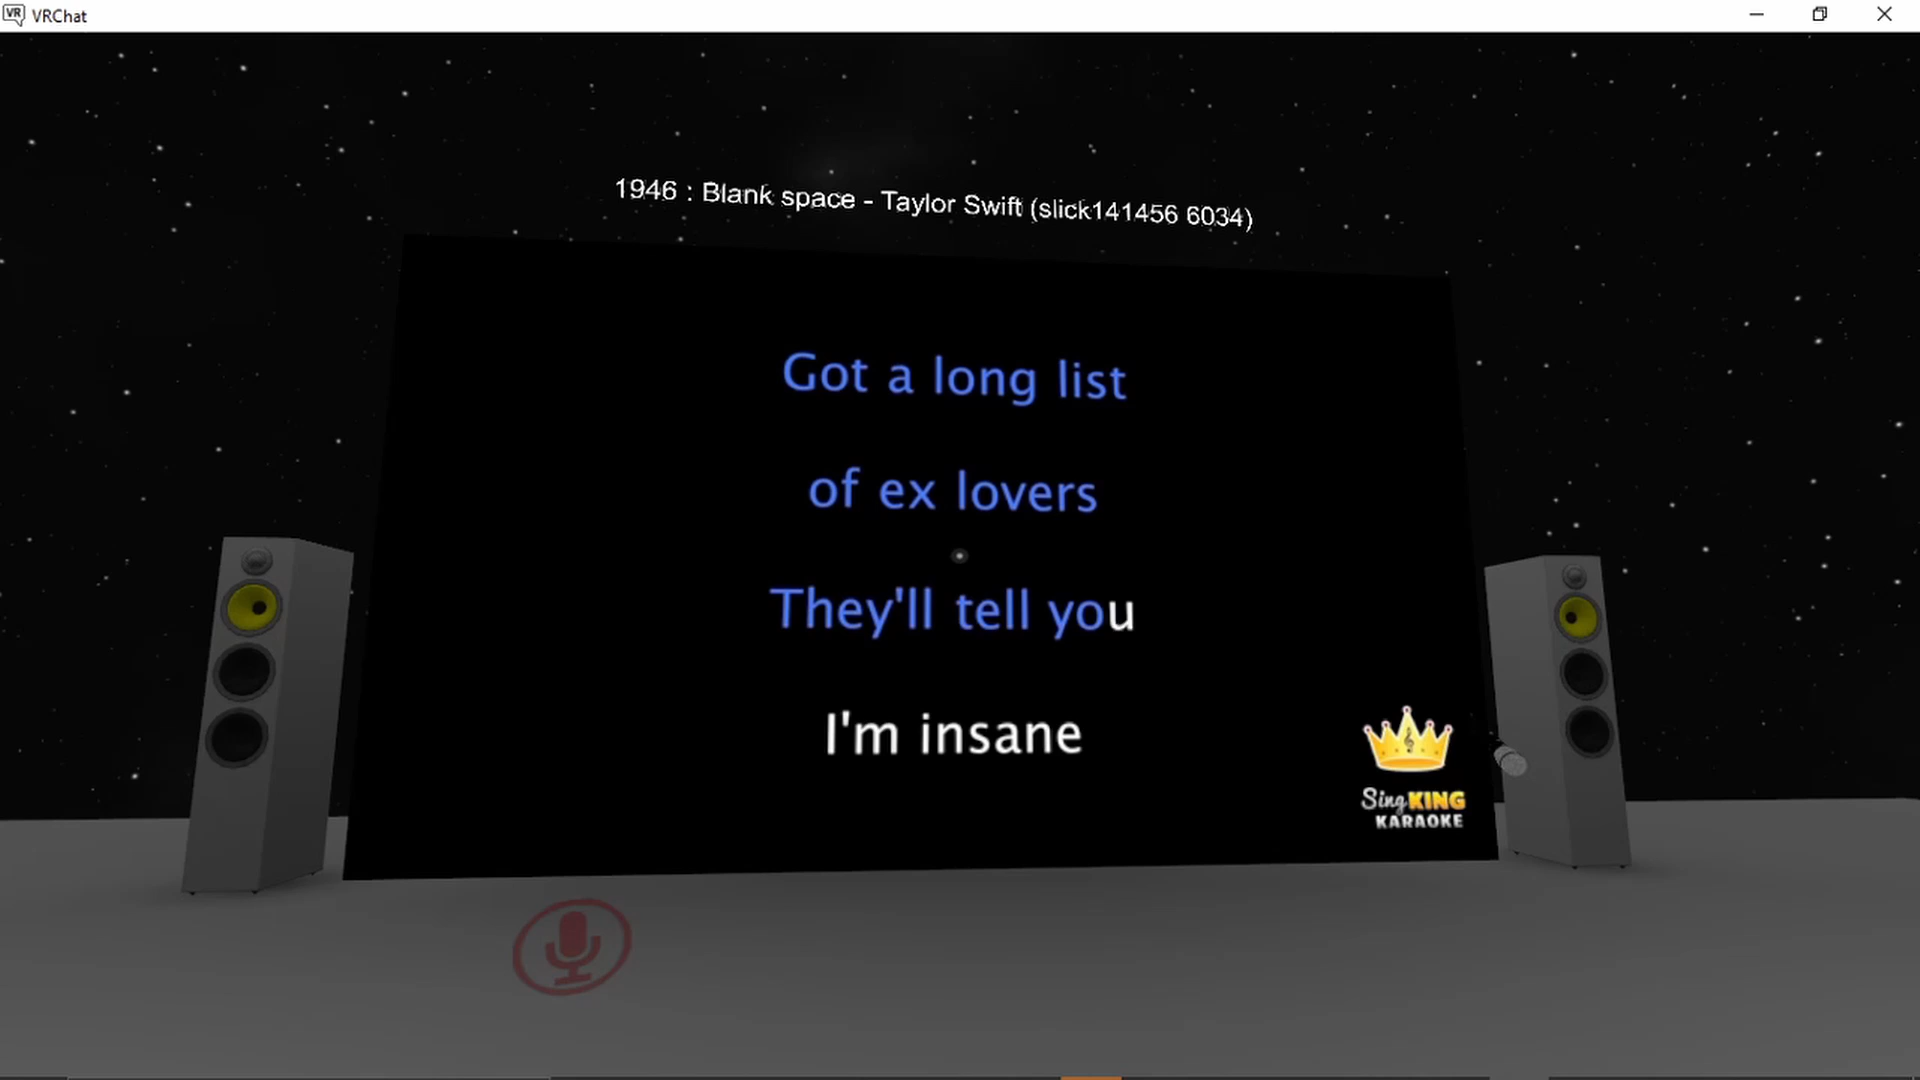 VRChat
1946 : Blank space - Taylor Swift (slick141456 6034)
Got a long list
of ex lovers
They'll tell you
I'm insane
Sing KING
KARAOKE